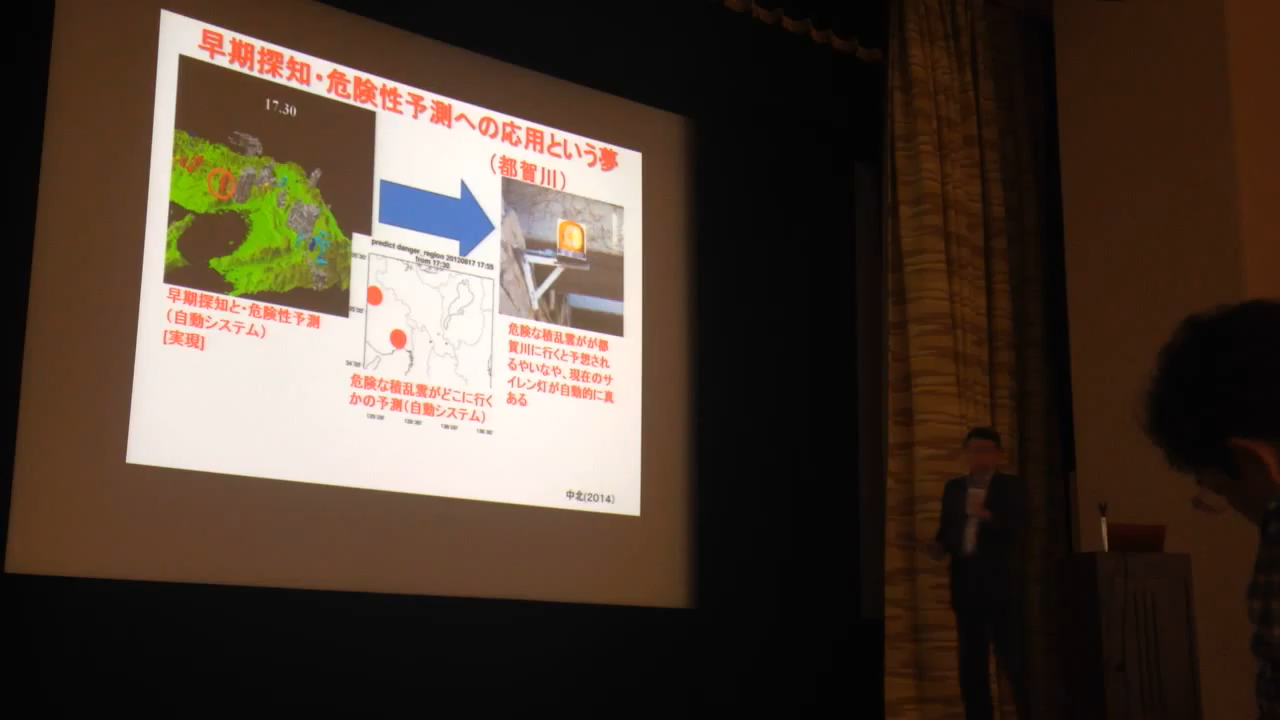 早期探知・危険性予測への応用という夢
（都賀川）
17.30
predict danger_region 20120817 17:55
from 17:30
早期探知と・危険性予測
（自動システム）
[実現]
危険な積乱雲がどこに行く
かの予測（自動システム）
危険な積乱雲がが都
賀川に行くと予想され
るやいなや、現在のサ
イレン灯が自動的に真
ある
中北(2014)